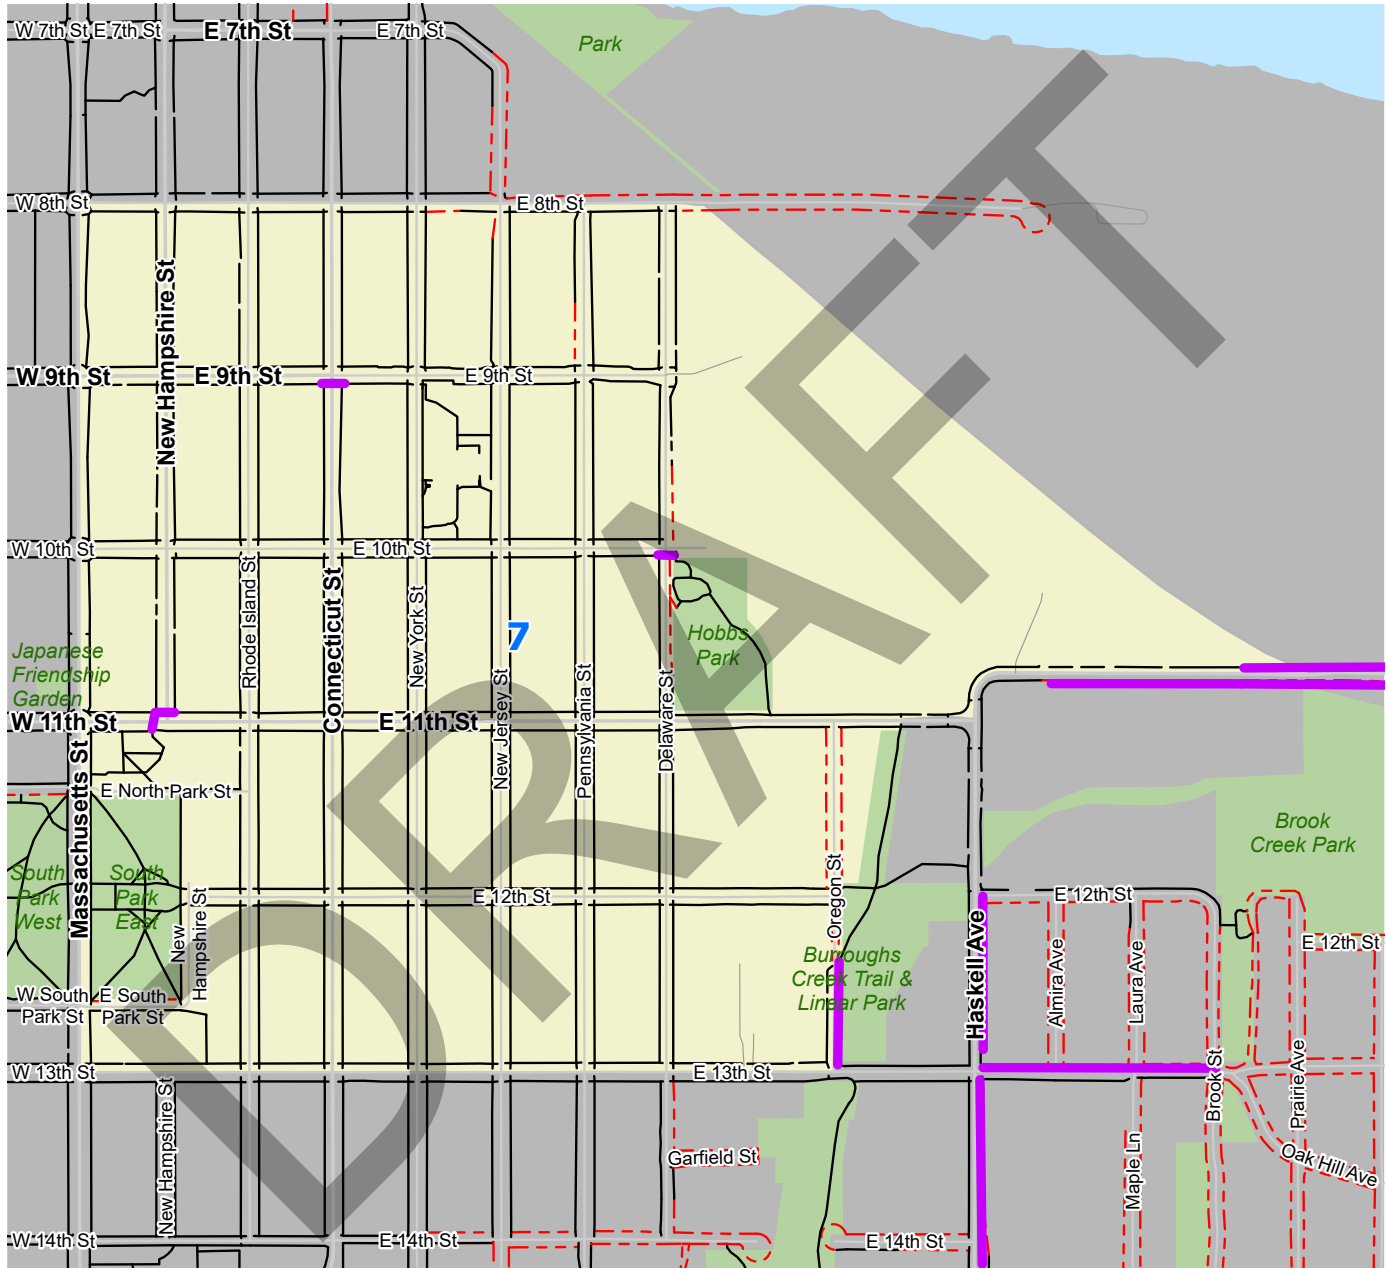 W 7th St
E 7th St
E 7th St
E 7th St
Park
W 8th St
E 8th St
New Hampshire St
W 9th St
E 9th St
E 9th St
W 10th St
E 10th St
Rhode Island St
Connecticut St
New York St
7
Hobbs
Park
Japanese
Friendship
Garden
New Jersey St
Pennsylvania St
Delaware St
W 11th St
E 11th St
Massachusetts St
E North Park St
Brook
Creek Park
South
Park
West
South
Park
East
New
Hampshire St
E 12th St
Oregon St
E 12th St
Haskell Ave
Almira Ave
Laura Ave
E 12th St
Burroughs
Creek Trail &
Linear Park
W South
Park St
E South
Park St
W 13th St
E 13th St
Brook St
Prairie Ave
New Hampshire St
Garfield St
Maple Ln
Oak Hill Ave
W 14th St
E 14th St
E 14th St
DRAFT